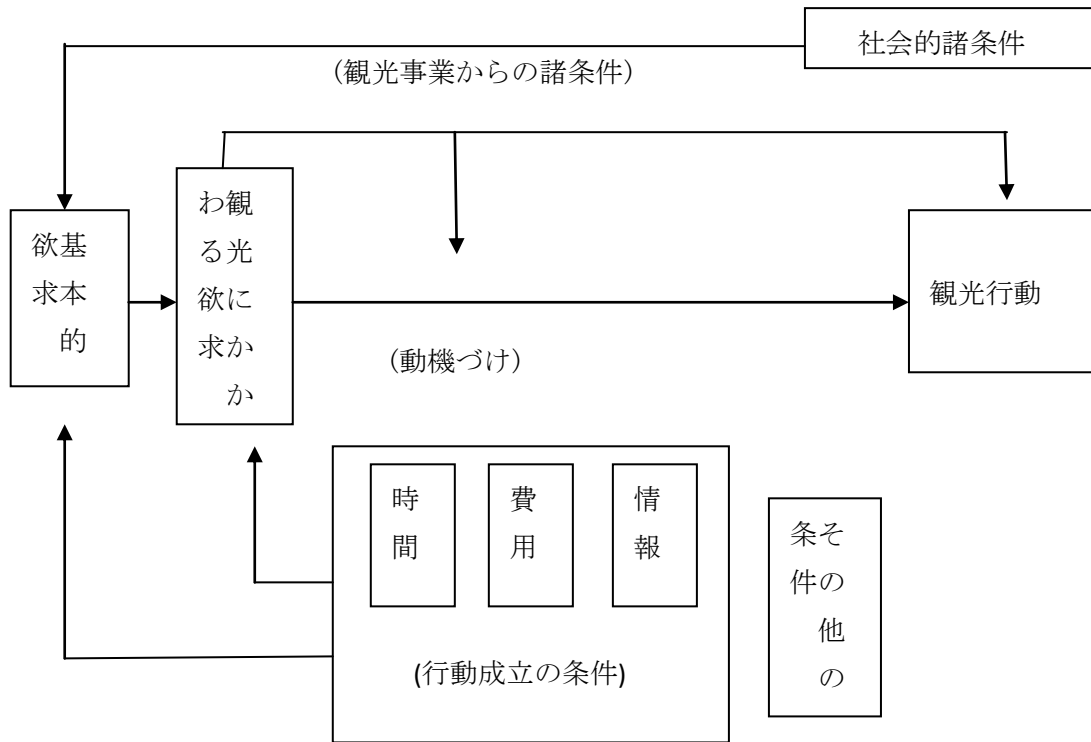 社会的諸条件
（観光事業からの諸条件）
基本的
欲求
観光にかか
わる欲求
観光行動
（動機づけ）
時間
費用
情報
その他の
条件
(行動成立の条件)